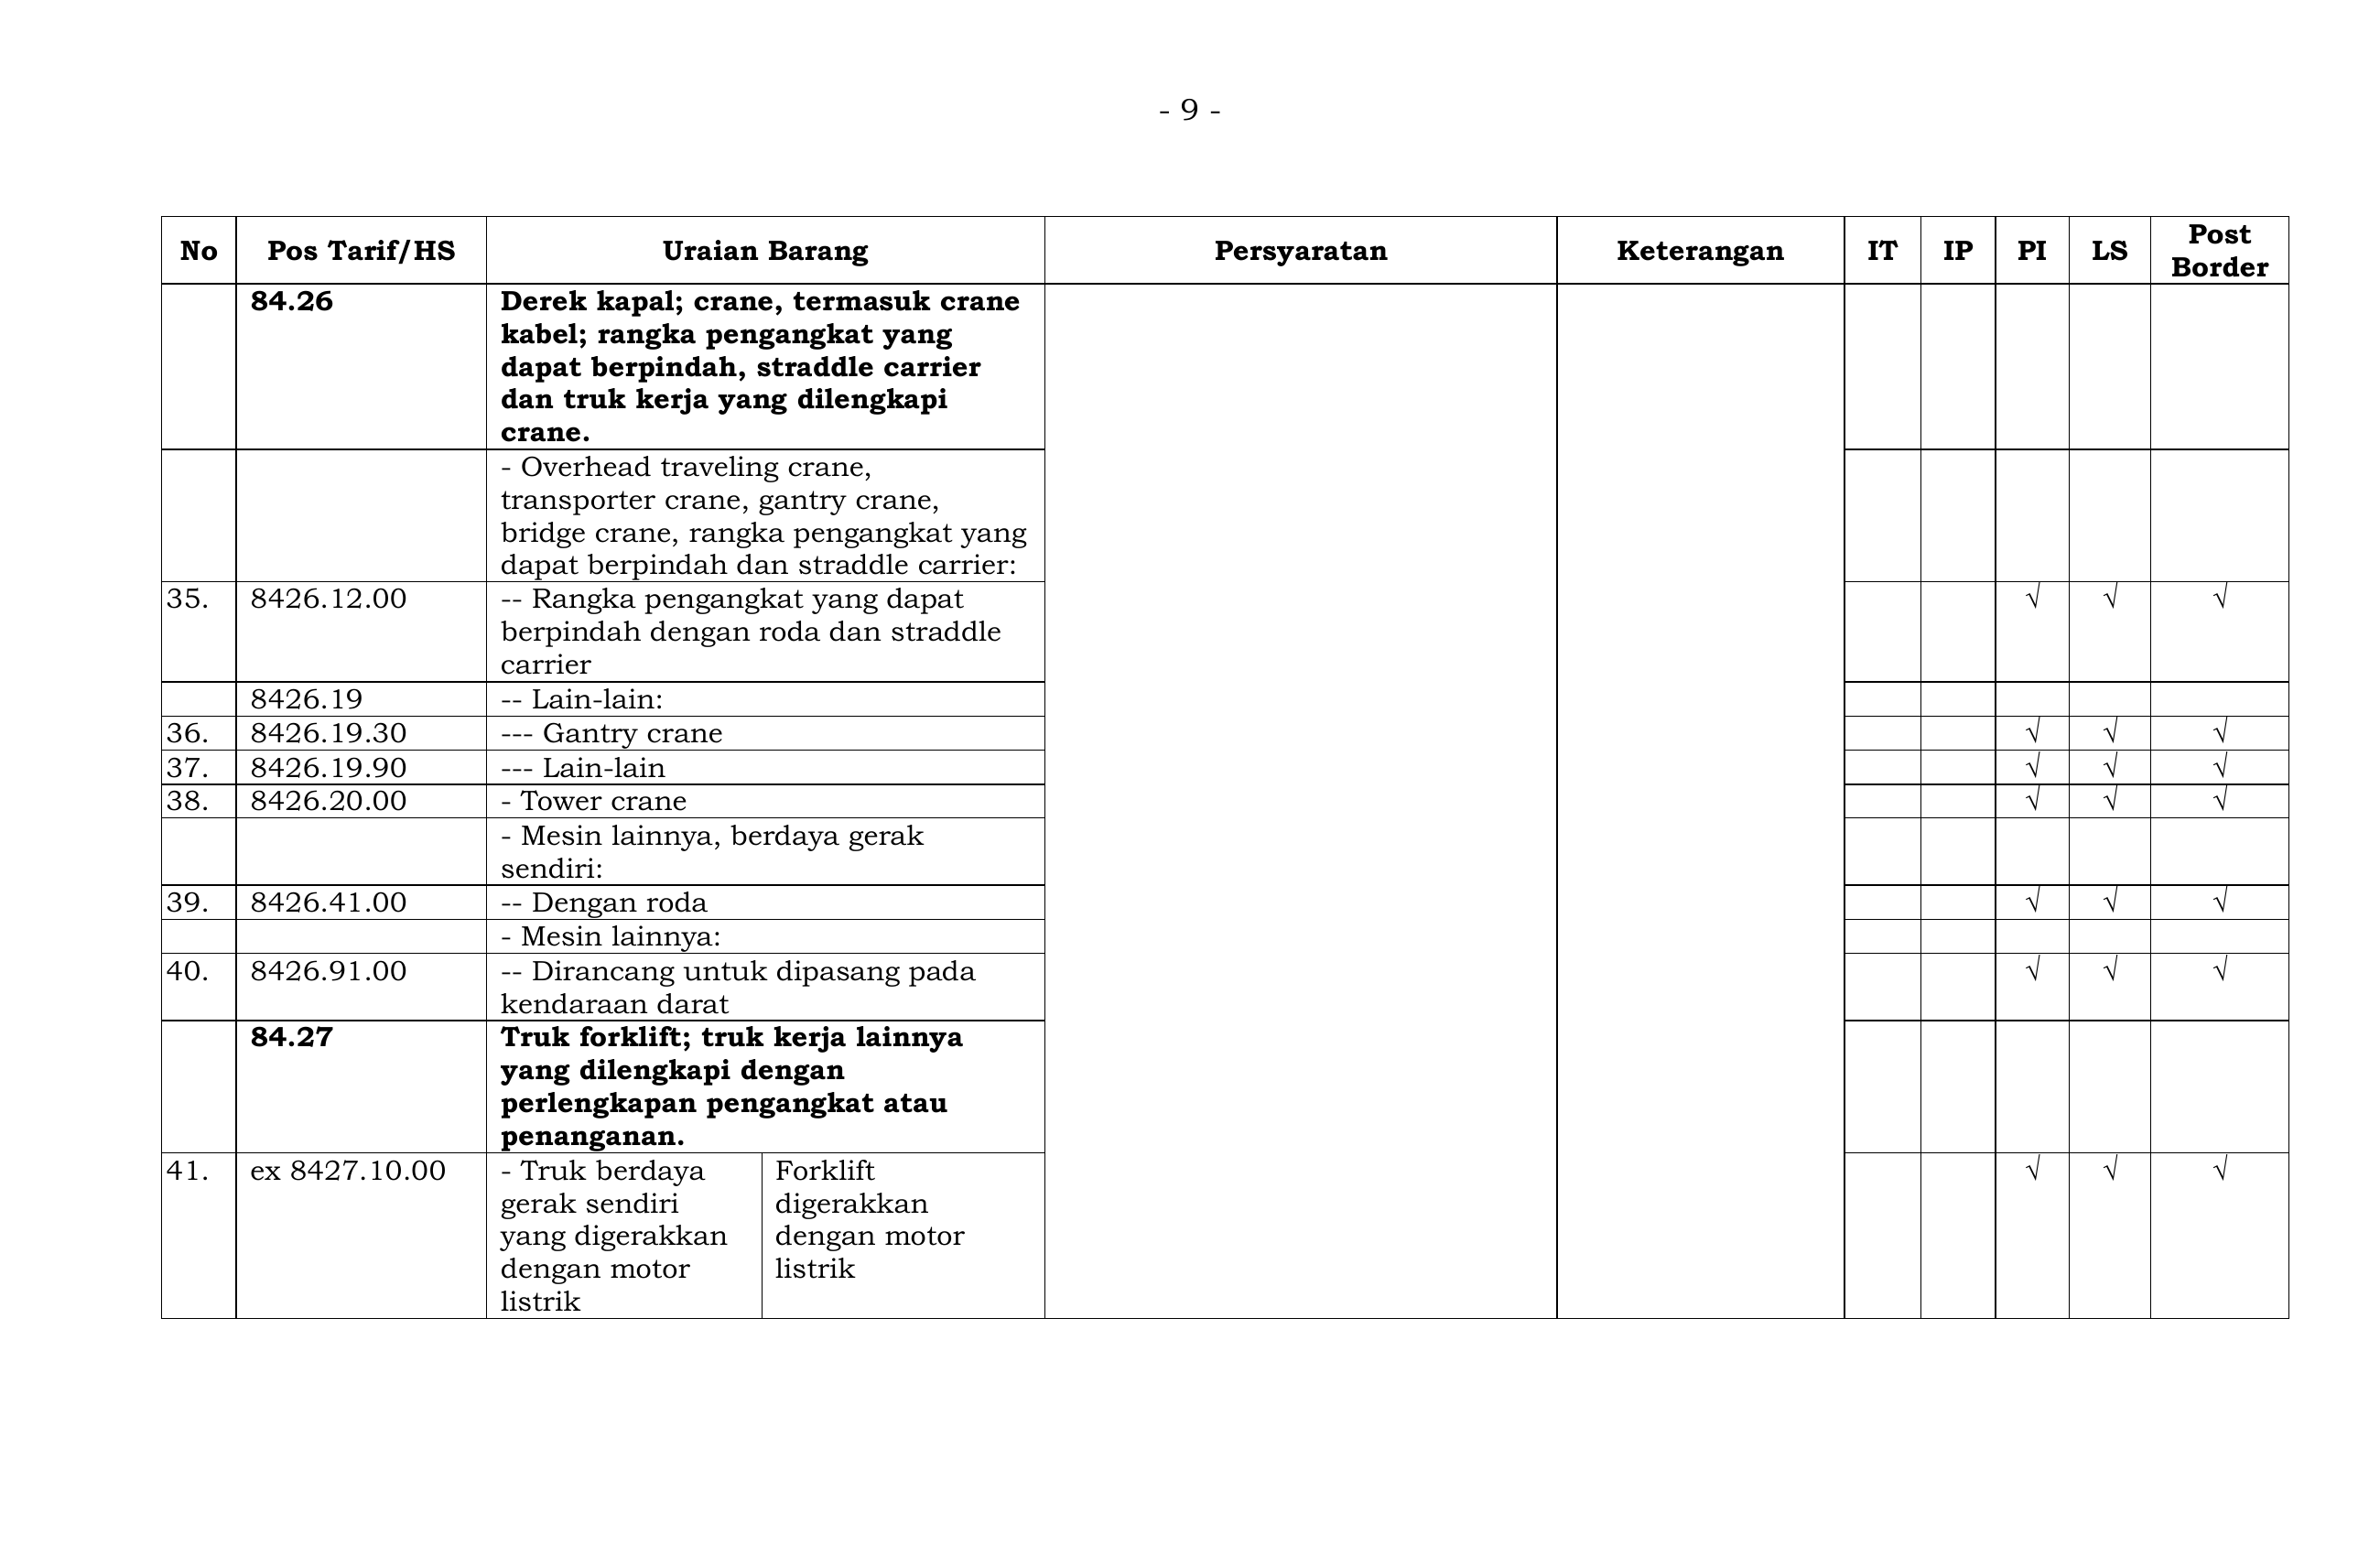 - 9 -
No Pos Tarif/HS Uraian Barang Persyaratan Keterangan IT IP PI LS Post Border
84.26 Derek kapal; crane, termasuk crane
kabel; rangka pengangkat yang
dapat berpindah, straddle carrier
dan truk kerja yang dilengkapi
crane.
- Overhead traveling crane,
transporter crane, gantry crane,
bridge crane, rangka pengangkat yang
dapat berpindah dan straddle carrier:
35. 8426.12.00 -- Rangka pengangkat yang dapat √ √ √
berpindah dengan roda dan straddle
carrier
8426.19 -- Lain-lain:
36. 8426.19.30 --- Gantry crane √ √ √
37. 8426.19.90 --- Lain-lain √ √ √
38. 8426.20.00 - Tower crane √ √ √
- Mesin lainnya, berdaya gerak
sendiri:
39. 8426.41.00 -- Dengan roda √ √ √
- Mesin lainnya:
40. 8426.91.00 -- Dirancang untuk dipasang pada √ √ √
kendaraan darat
84.27 Truk forklift; truk kerja lainnya
yang dilengkapi dengan
perlengkapan pengangkat atau
penanganan.
41. ex 8427.10.00 - Truk berdaya Forklift √ √ √
gerak sendiri digerakkan
yang digerakkan dengan motor
dengan motor listrik
listrik